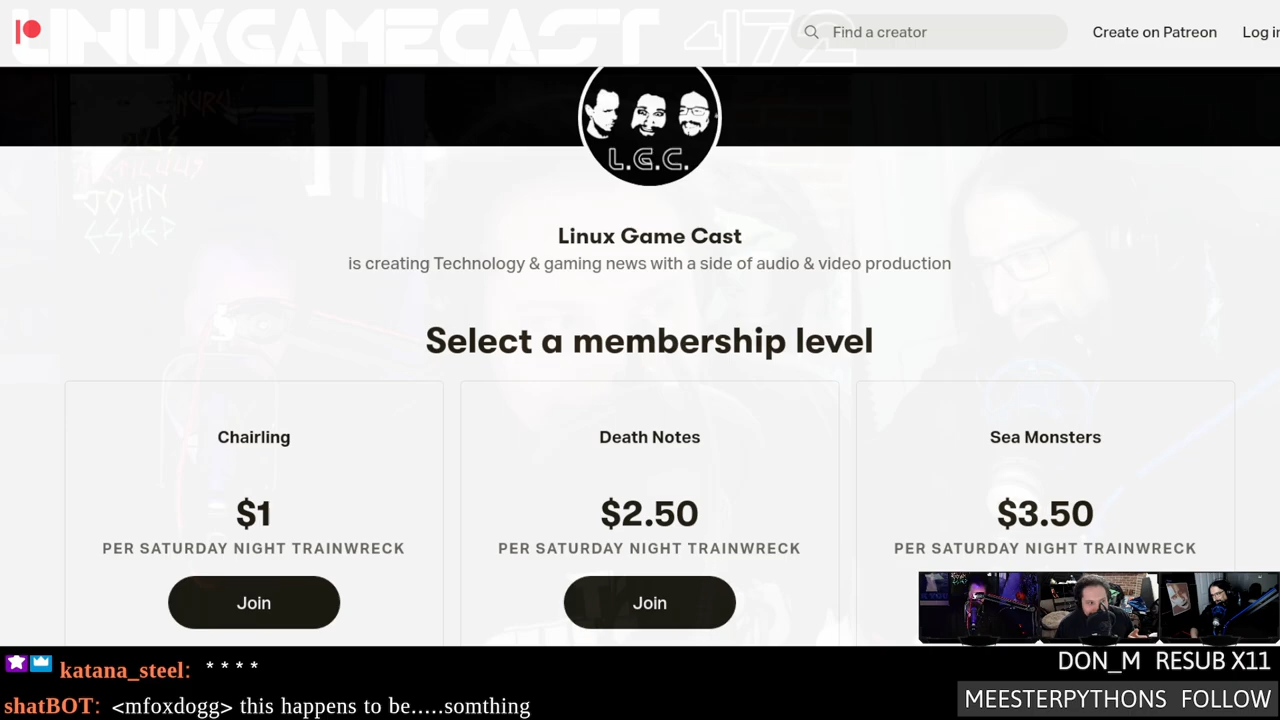 LINUXGAMECAST 472
Find a creator
Create on Patreon
Log in
JOHN
L.G.C.
Linux Game Cast
is creating Technology & gaming news with a side of audio & video production
Select a membership level
Chairling
$1
PER SATURDAY NIGHT TRAINWRECK
Join
Death Notes
$2.50
PER SATURDAY NIGHT TRAINWRECK
Join
Sea Monsters
$3.50
PER SATURDAY NIGHT TRAINWRECK
katana_steel: * * * *
DON_M RESUB X11
shatBOT: <mfoxdogg> this happens to be.....somthing
MEESTERPYTHONS FOLLOW